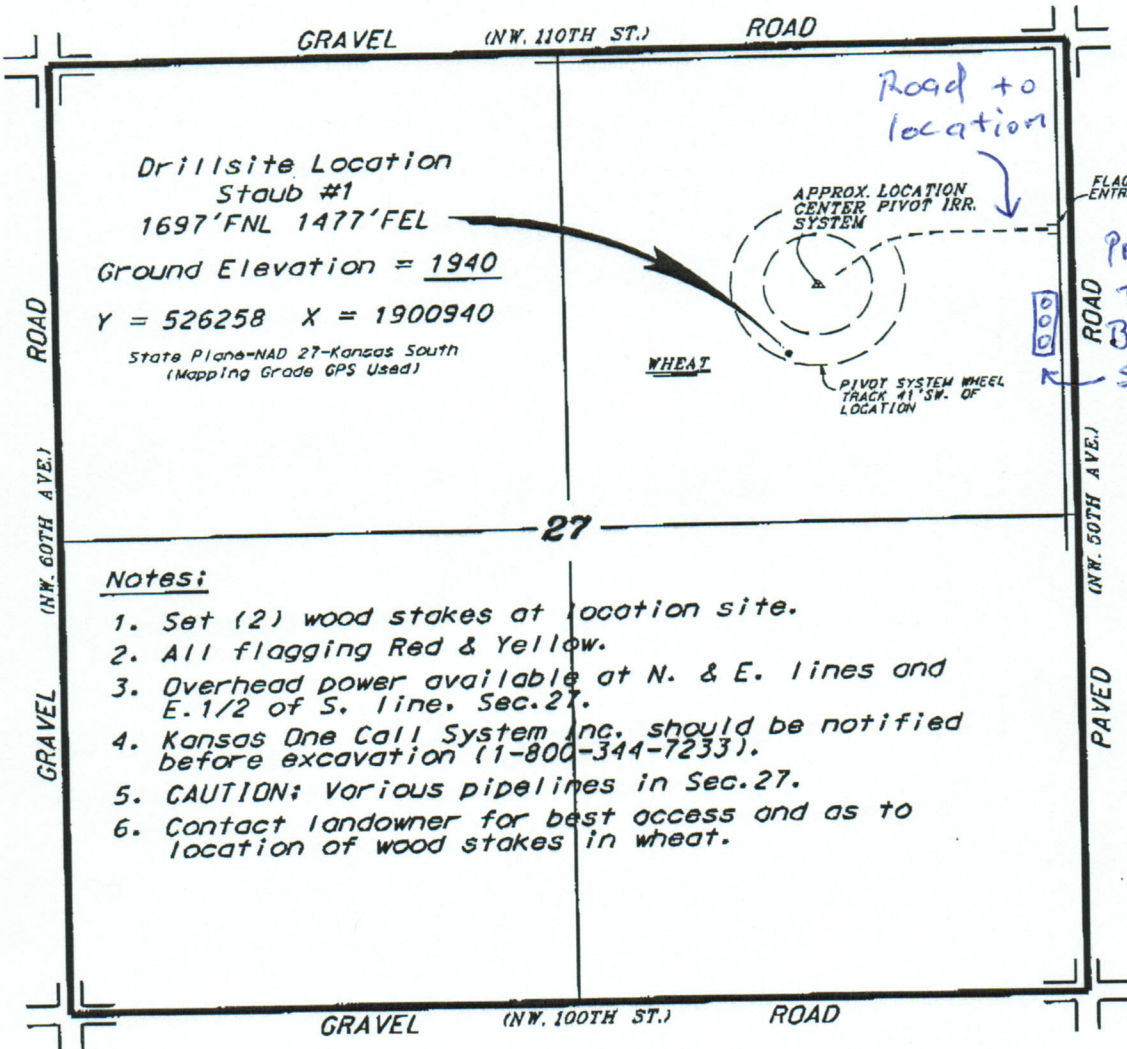 GRAVEL (NW. 110TH ST.) ROAD
Road to
location
Drillsite Location
Staub #1
1697'FNL 1477'FEL
Ground Elevation = 1940
Y = 526258 X = 1900940
State Plane-NAD 27-Kansas South
(Mapping Grade GPS Used)
APPROX. LOCATION
CENTER PIVOT IRR.
SYSTEM
WHEAT
PIVOT SYSTEM WHEEL
TRACK 41'SW. OF
LOCATION
ROAD
(NW. 60TH AVE.)
GRAVEL
ROAD
(NW. 50TH AVE.)
PAVED
27
Notes:
1. Set (2) wood stakes at location site.
2. All flagging Red & Yellow.
3. Overhead power available at N. & E. lines and
E.1/2 of S. line, Sec.27.
4. Kansas One Call System Inc. should be notified
before excavation (1-800-344-7233).
5. CAUTION: Various pipelines in Sec.27.
6. Contact landowner for best access and as to
location of wood stakes in wheat.
GRAVEL (NW. 100TH ST.) ROAD